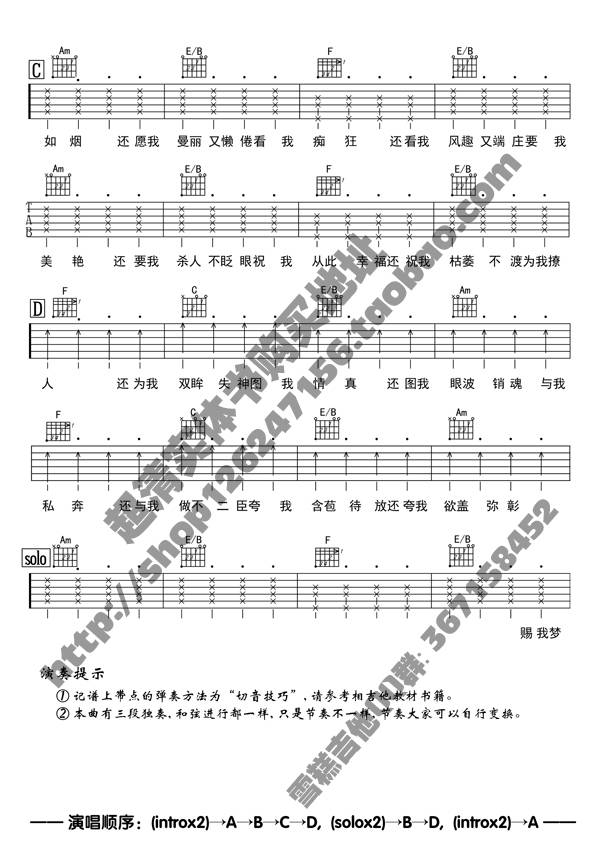 C Am E/B F E/B
如烟 还愿我 曼丽又懒倦看我 痴狂 还看我 风趣又端庄要我
Am E/B F E/B
TAB
美艳 还要我 杀人不眨眼祝我 从此幸福还祝我 枯萎不渡为我撩
D F C E/B Am
人 还为我 双眸失神图我 情真还图我 眼波销魂与我
F C E/B Am
私奔 还与我 做不二臣夸我 含苞待放还夸我 欲盖弥彰
solo Am E/B F E/B
赐我梦
演奏提示
①记谱上带点的弹奏方法为“切音技巧”,请参考相关吉他教材书籍。
②本曲有三段独奏,和弦进行都一样,只是节奏不一样,节奏大家可以自行变换。
—— 演唱顺序：(introx2)→A→B→C→D, (solox2)→B→D, (introx2)→A ——
超清实体书购买地址
http://shop126247156.taobao.com
雪糕吉他QQ群: 367158452